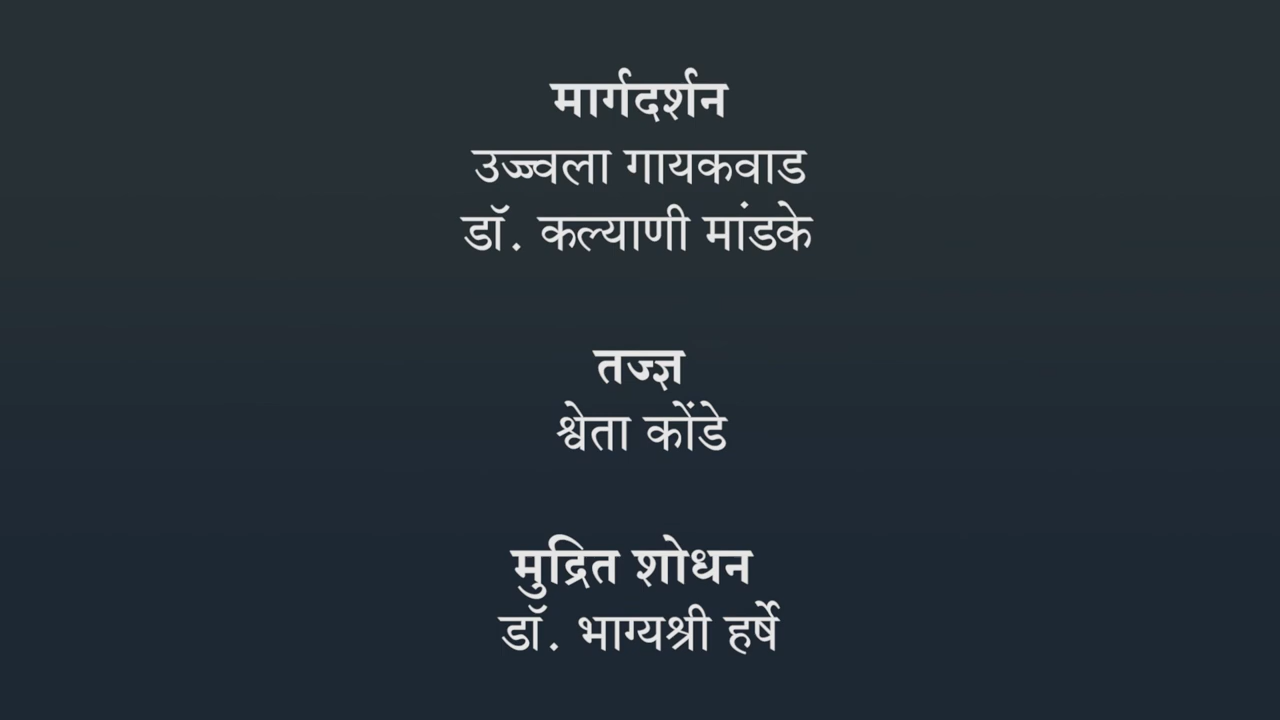 मार्गदर्शन
उज्ज्वला गायकवाड
डॉ. कल्याणी मांडके
तज्ज्ञ
श्वेता कोंडे
मुद्रित शोधन
डॉ. भाग्यश्री हर्षे